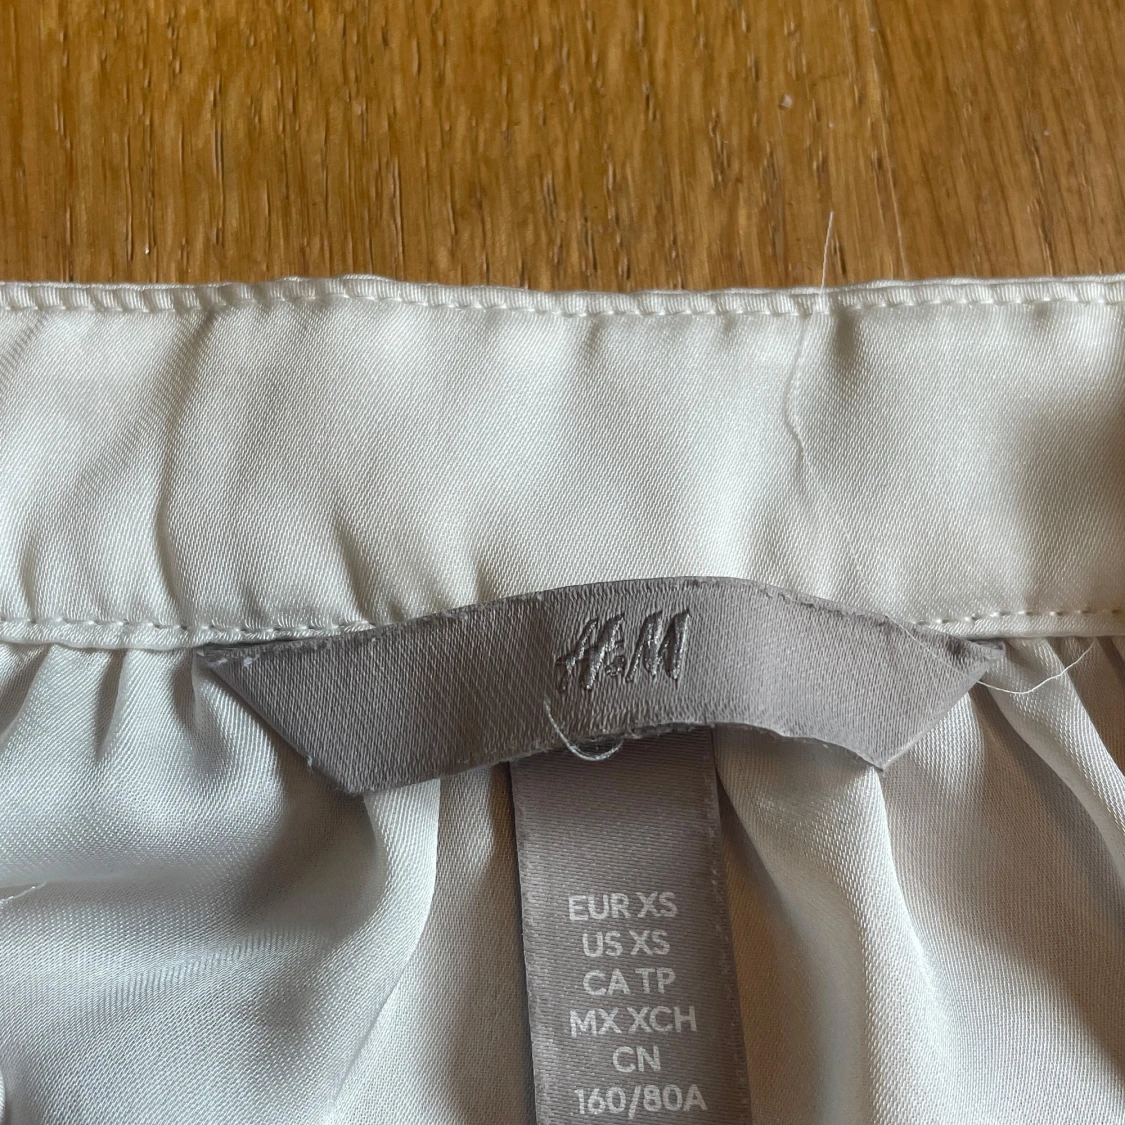 H&M
EUR XS
US XS
CA TP
MX XCH
CN
160/80A